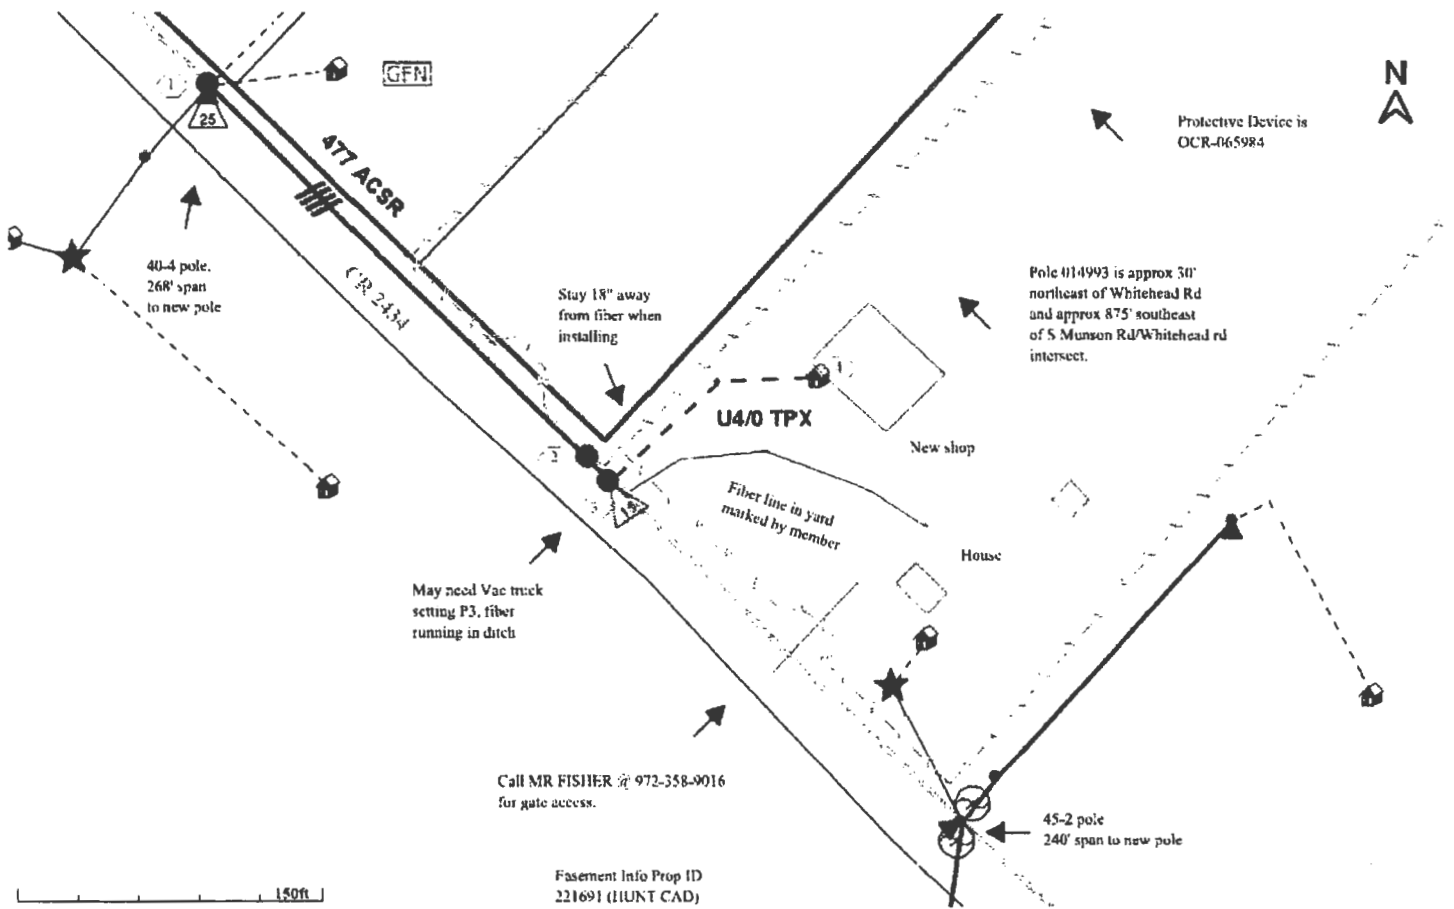 GFN
N
1
25
477 ACSR
Protective Device is
OCR-065984
40-4 pole,
268' span
to new pole
CR 2434
Stay 18" away
from fiber when
installing
Pole 014993 is approx 30'
northeast of Whitehead Rd
and approx 875' southeast
of S Munson Rd/Whitehead rd
intersect.
1
U4/0 TPX
New shop
2
3
15
Fiber line in yard
marked by member
House
May need Vac truck
setting P3, fiber
running in ditch
Call MR FISHER @ 972-358-9016
for gate access.
45-2 pole
240' span to new pole
Easement Info Prop ID
221691 (HUNT CAD)
150ft